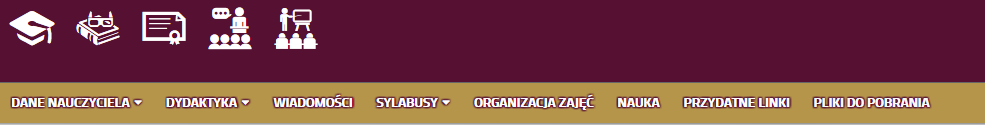 DANE NAUCZYCIELA DYDAKTYKA WIADOMOŚCI SYLABUSY ORGANIZACJA ZAJĘĆ NAUKA PRZYDATNE LINKI PLIKI DO POBRANIA